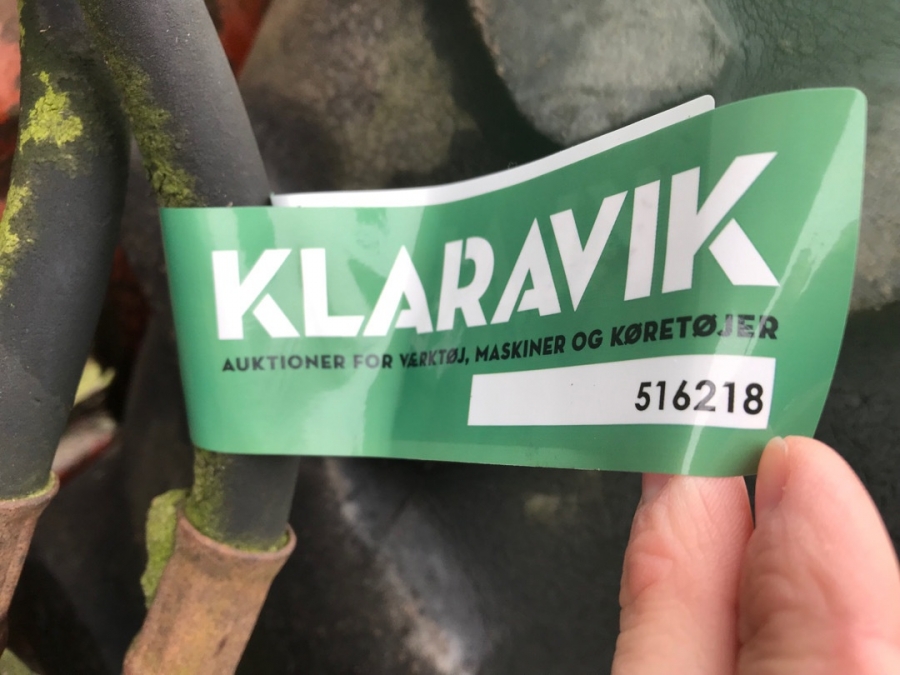 KLARAVIK
AUKTIONER FOR VÆRKTØJ, MASKINER OG KØRETØJER
516218